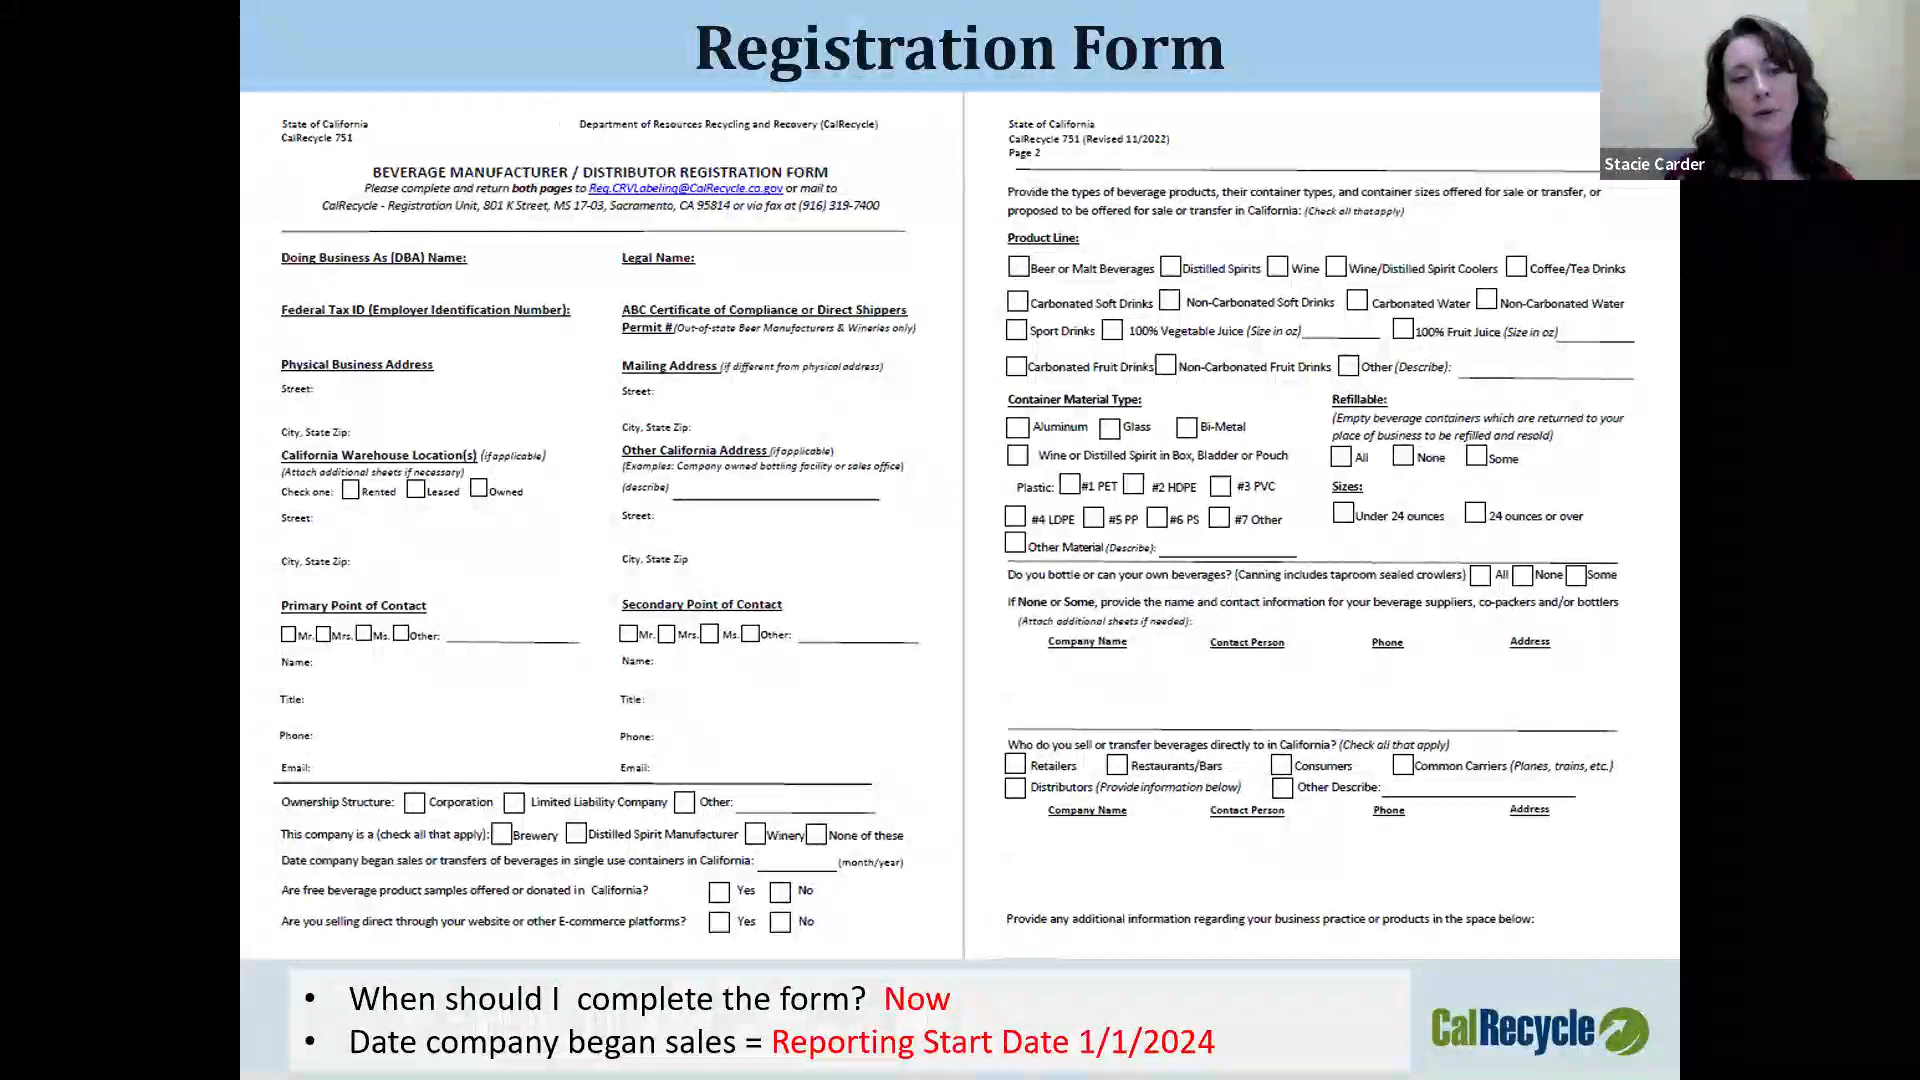 Registration Form
Stacie Carder
State of California
CalRecycle 751
Department of Resources Recycling and Recovery (CalRecycle)
BEVERAGE MANUFACTURER / DISTRIBUTOR REGISTRATION FORM
Please complete and return both pages to Reg.CRVLabeling@CalRecycle.ca.gov or mail to
CalRecycle - Registration Unit, 801 K Street, MS 17-03, Sacramento, CA 95814 or via fax at (916) 319-7400
Doing Business As (DBA) Name:
Legal Name:
Federal Tax ID (Employer Identification Number):
ABC Certificate of Compliance or Direct Shippers
Permit # (Out-of-state Beer Manufacturers & Wineries only)
Physical Business Address
Mailing Address (if different from physical address)
Street:
Street:
City, State Zip:
City, State Zip:
California Warehouse Location(s) (if applicable)
(Attach additional sheets if necessary)
Check one: Rented Leased Owned
Other California Address (if applicable)
(Examples: Company owned bottling facility or sales office)
(describe)
Street:
Street:
City, State Zip:
City, State Zip
Primary Point of Contact
Secondary Point of Contact
Mr. Mrs. Ms. Other:
Mr. Mrs. Ms. Other:
Name:
Name:
Title:
Title:
Phone:
Phone:
Email:
Email:
Ownership Structure: Corporation Limited Liability Company Other:
This company is a (check all that apply): Brewery Distilled Spirit Manufacturer Winery None of these
Date company began sales or transfers of beverages in single use containers in California: (month/year)
Are free beverage product samples offered or donated in California? Yes No
Are you selling direct through your website or other E-commerce platforms? Yes No
State of California
CalRecycle 751 (Revised 11/2022)
Page 2
Provide the types of beverage products, their container types, and container sizes offered for sale or transfer, or
proposed to be offered for sale or transfer in California: (Check all that apply)
Product Line:
Beer or Malt Beverages Distilled Spirits Wine Wine/Distilled Spirit Coolers Coffee/Tea Drinks
Carbonated Soft Drinks Non-Carbonated Soft Drinks Carbonated Water Non-Carbonated Water
Sport Drinks 100% Vegetable Juice (Size in oz) 100% Fruit Juice (Size in oz)
Carbonated Fruit Drinks Non-Carbonated Fruit Drinks Other (Describe):
Container Material Type:
Aluminum Glass Bi-Metal
Wine or Distilled Spirit in Box, Bladder or Pouch
Plastic: #1 PET #2 HDPE #3 PVC
#4 LDPE #5 PP #6 PS #7 Other
Other Material (Describe):
Refillable:
(Empty beverage containers which are returned to your
place of business to be refilled and resold)
All None Some
Sizes:
Under 24 ounces 24 ounces or over
Do you bottle or can your own beverages? (Canning includes taproom sealed crowlers) All None Some
If None or Some, provide the name and contact information for your beverage suppliers, co-packers and/or bottlers
(Attach additional sheets if needed):
Company Name Contact Person Phone Address
Who do you sell or transfer beverages directly to in California? (Check all that apply)
Retailers Restaurants/Bars Consumers Common Carriers (Planes, trains, etc.)
Distributors (Provide information below) Other Describe:
Company Name Contact Person Phone Address
Provide any additional information regarding your business practice or products in the space below:
• When should I complete the form? Now
• Date company began sales = Reporting Start Date 1/1/2024
CalRecycle